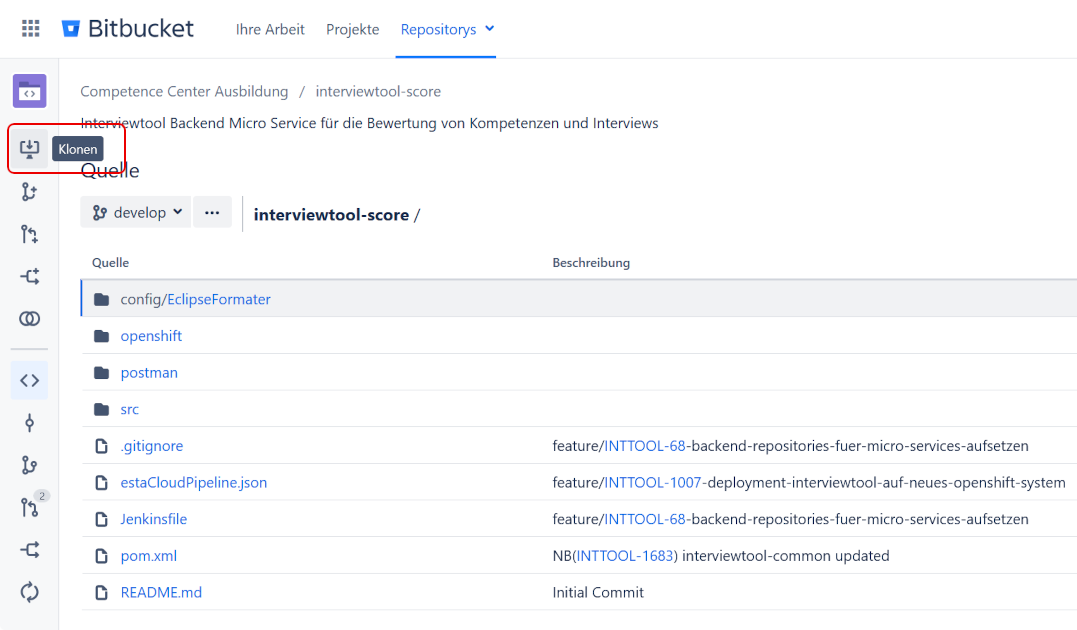 Bitbucket Ihre Arbeit Projekte Repositorys
Competence Center Ausbildung / interviewtool-score
Interviewtool Backend Micro Service für die Bewertung von Kompetenzen und Interviews
Klonen
Quelle
develop ··· interviewtool-score /
Quelle Beschreibung
config/EclipseFormater
openshift
postman
src
.gitignore feature/INTTOOL-68-backend-repositories-fuer-micro-services-aufsetzen
estaCloudPipeline.json feature/INTTOOL-1007-deployment-interviewtool-auf-neues-openshift-system
2
Jenkinsfile feature/INTTOOL-68-backend-repositories-fuer-micro-services-aufsetzen
pom.xml NB(INTTOOL-1683) interviewtool-common updated
README.md Initial Commit